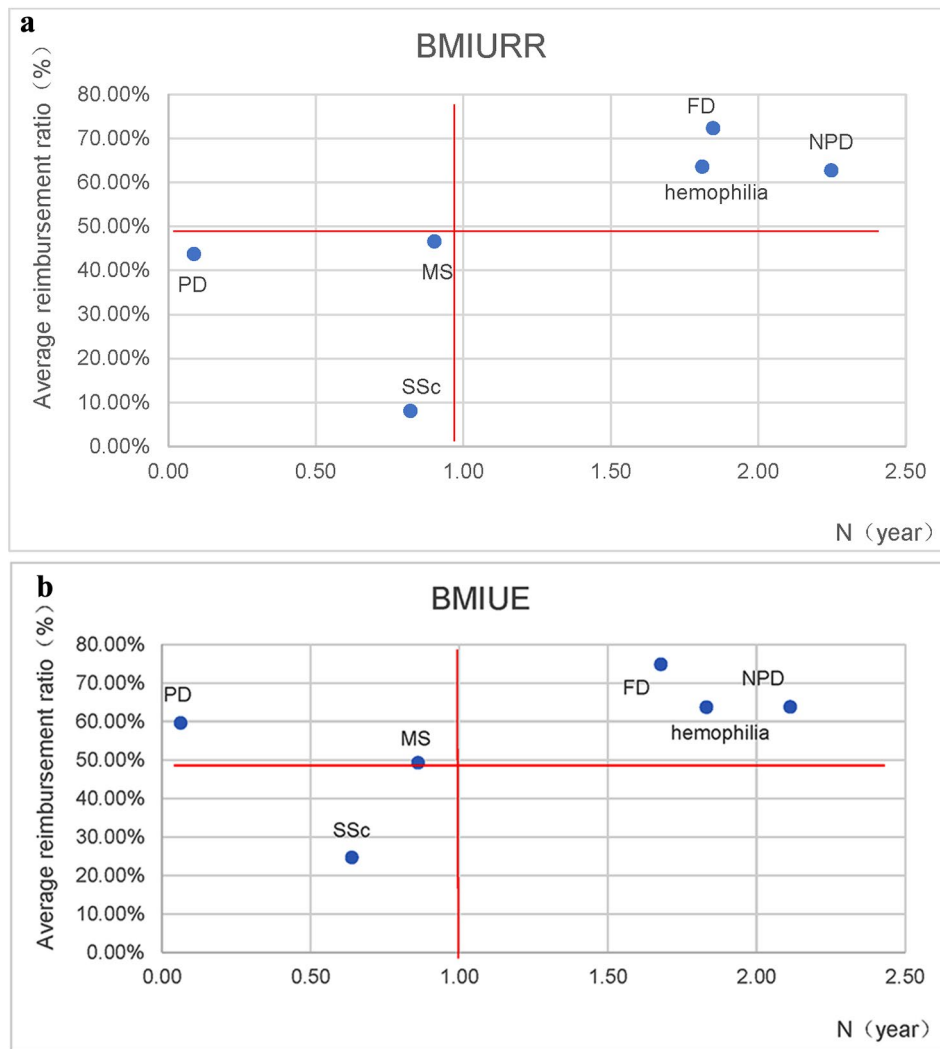 a
BMIURR
Average reimbursement ratio（%）
80.00%
70.00%
60.00%
50.00%
40.00%
30.00%
20.00%
10.00%
0.00%
FD
NPD
hemophilia
MS
PD
SSc
0.00 0.50 1.00 1.50 2.00 2.50
N（year）
b
BMIUE
Average reimbursement ratio（%）
80.00%
70.00%
60.00%
50.00%
40.00%
30.00%
20.00%
10.00%
0.00%
PD
FD
NPD
hemophilia
MS
SSc
0.00 0.50 1.00 1.50 2.00 2.50
N（year）